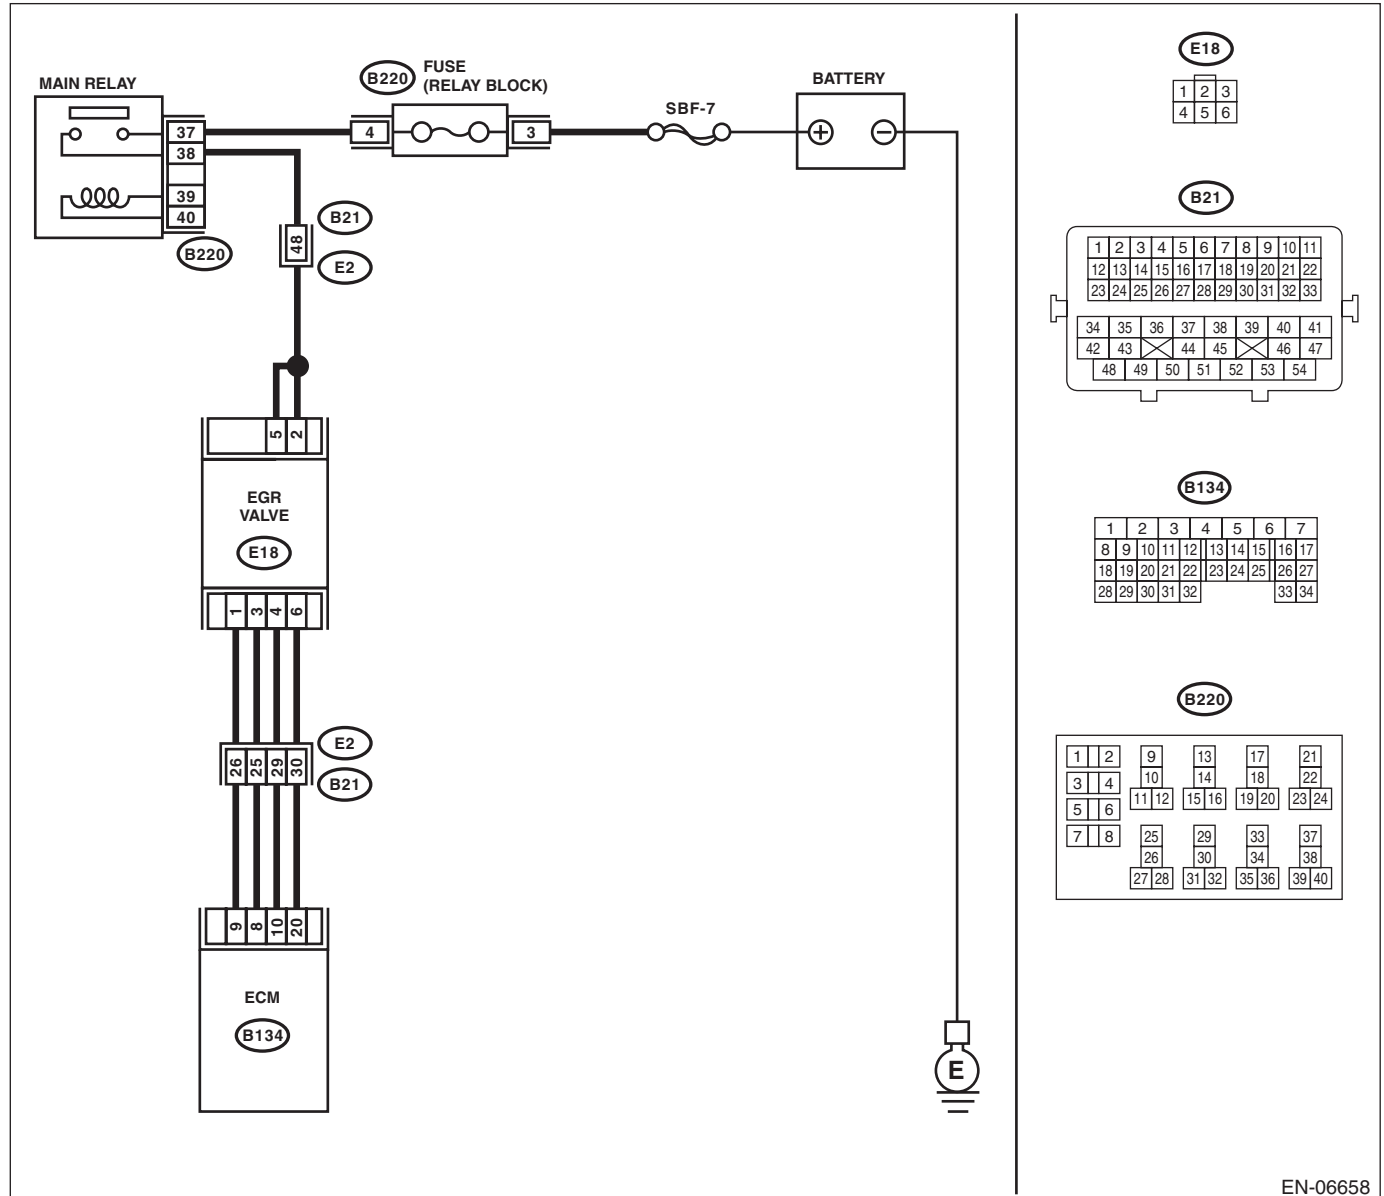 MAIN RELAY
B220
FUSE
(RELAY BLOCK)
SBF-7
BATTERY
37
38
39
40
4
3
+
−
B220
48
B21
E2
5 2
EGR
VALVE
E18
1 3 4 6
E2
26 25 29 30
B21
9 8 10 20
ECM
B134
E
E18
1 2 3
4 5 6
B21
1 2 3 4 5 6 7 8 9 10 11
12 13 14 15 16 17 18 19 20 21 22
23 24 25 26 27 28 29 30 31 32 33
34 35 36 37 38 39 40 41
42 43 44 45 46 47
48 49 50 51 52 53 54
B134
1 2 3 4 5 6 7
8 9 10 11 12 13 14 15 16 17
18 19 20 21 22 23 24 25 26 27
28 29 30 31 32 33 34
B220
1 2 9 13 17 21
3 4 10 14 18 22
11 12 15 16 19 20 23 24
5 6
7 8 25 29 33 37
26 30 34 38
27 28 31 32 35 36 39 40
EN-06658